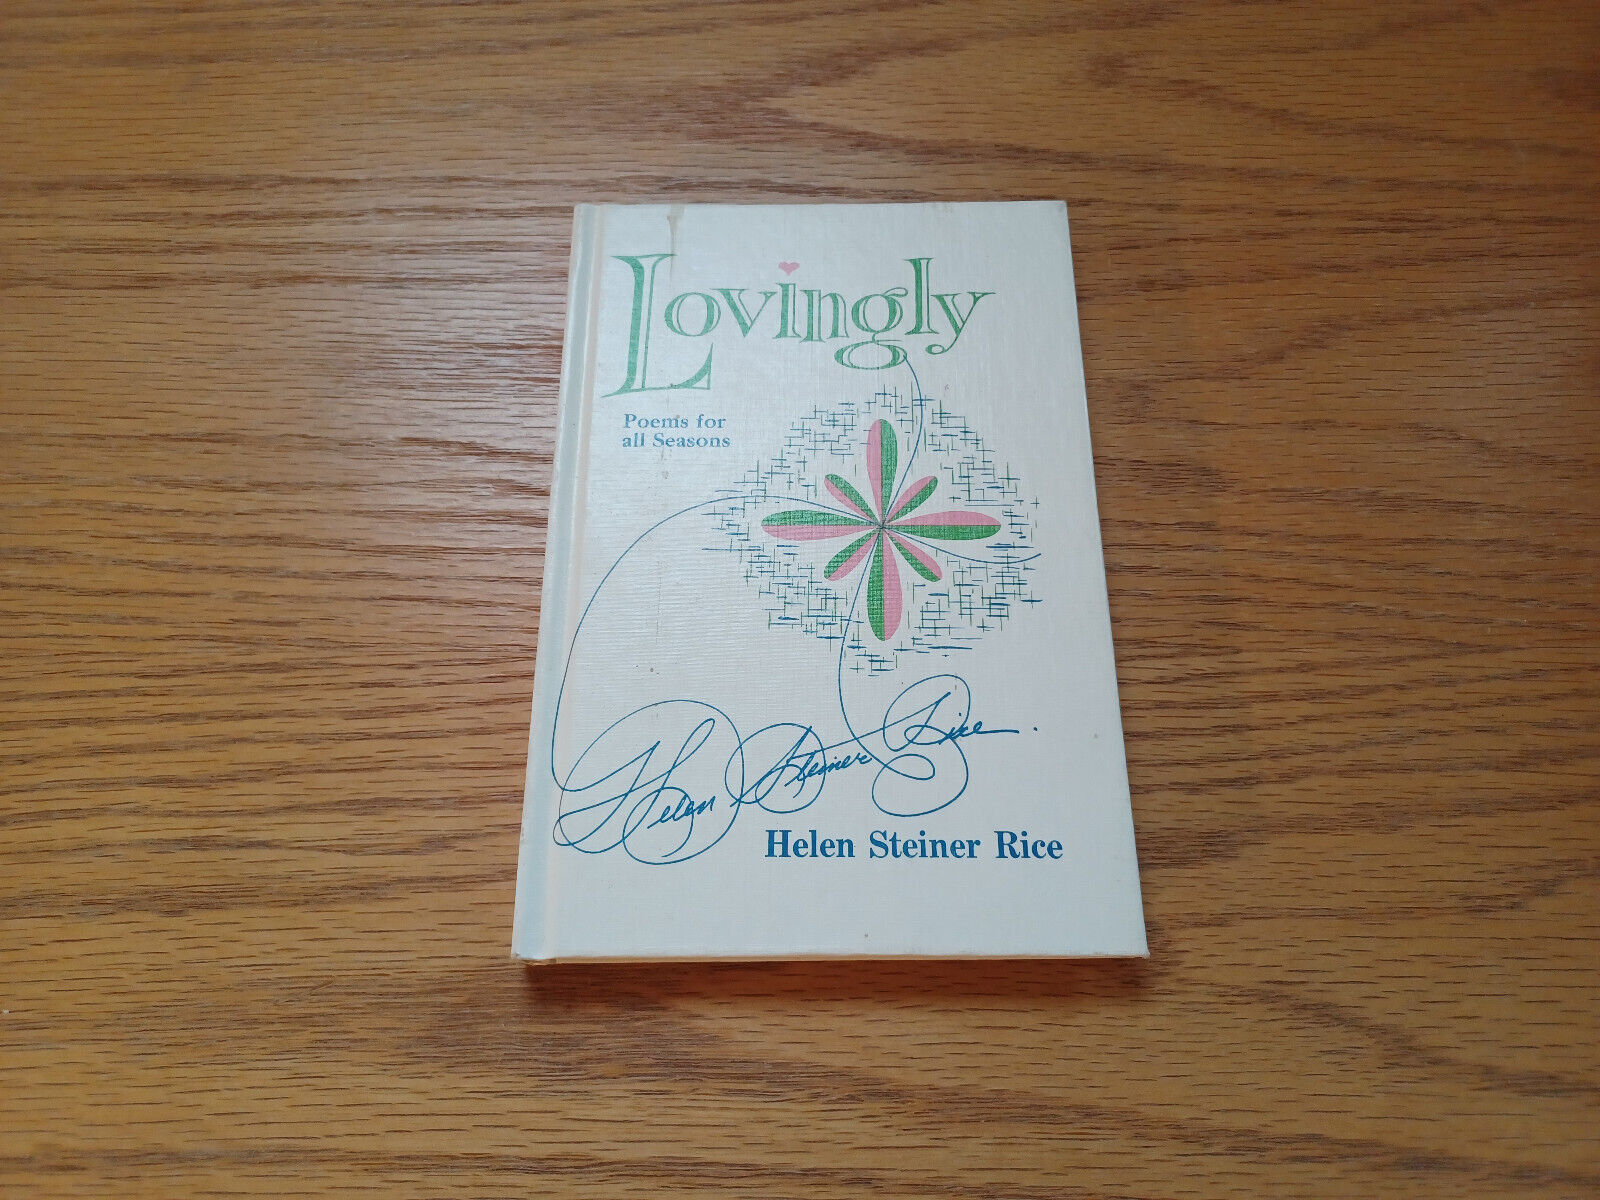 Lovingly
Poems for
all Seasons
Helen Steiner Rice.
Helen Steiner Rice